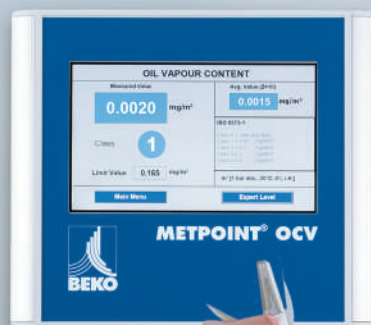 OIL VAPOUR CONTENT
Measured Value
0.0020 mg/m³
Class 1
Limit Value 0.165 mg/m³
Main Menu
Avg. Value (24h)
0.0015 mg/m³
ISO 8573-1
Expert Level
METPOINT® OCV
BEKO